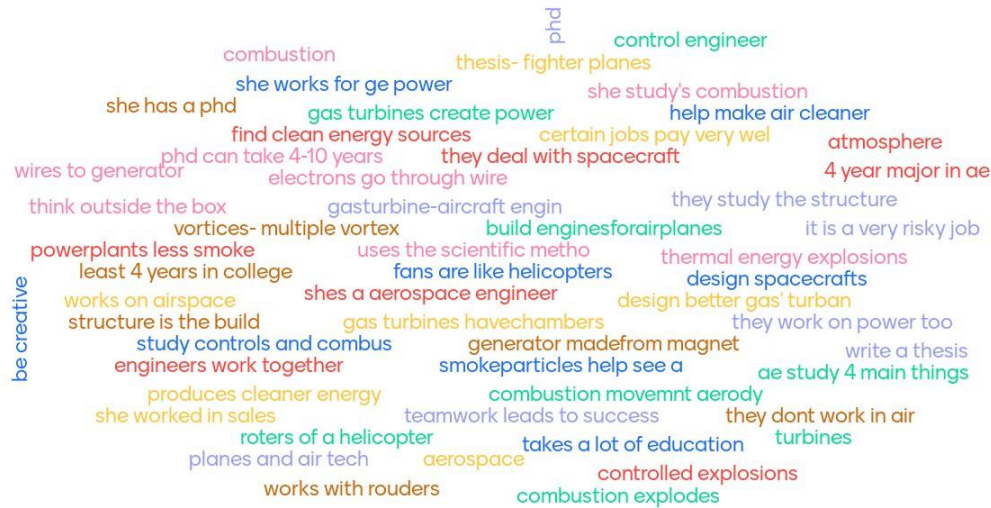 phd
control engineer
combustion
thesis- fighter planes
she works for ge power
she study's combustion
she has a phd
gas turbines create power
help make air cleaner
find clean energy sources
certain jobs pay very wel
atmosphere
phd can take 4-10 years
they deal with spacecraft
wires to generator
electrons go through wire
4 year major in ae
think outside the box
gasturbine-aircraft engin
they study the structure
vortices- multiple vortex
build enginesforairplanes
it is a very risky job
powerplants less smoke
uses the scientific metho
thermal energy explosions
least 4 years in college
fans are like helicopters
design spacecrafts
be creative
works on airspace
shes a aerospace engineer
design better gas' turban
structure is the build
gas turbines havechambers
they work on power too
study controls and combus
generator madefrom magnet
write a thesis
engineers work together
smokeparticles help see a
ae study 4 main things
produces cleaner energy
combustion movemnt aerody
she worked in sales
teamwork leads to success
they dont work in air
roters of a helicopter
takes a lot of education
turbines
planes and air tech
aerospace
controlled explosions
works with rouders
combustion explodes